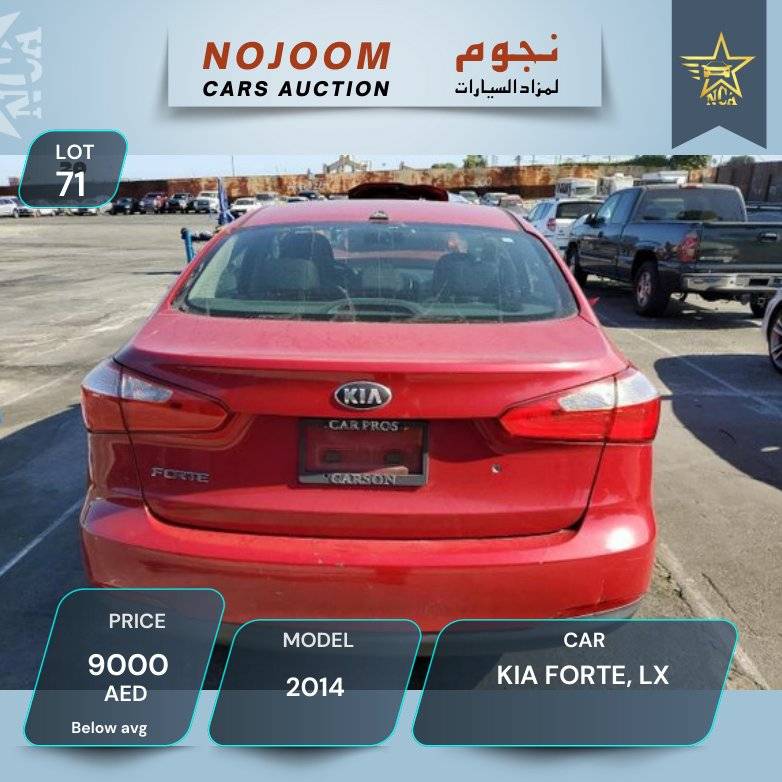 NOJOOM
CARS AUCTION
نجوم
لمزاد السيارات
NCA
NCA
LOT
71
KIA
CAR PROS
FORTE
CARSON
PRICE
9000
AED
Below avg
MODEL
2014
CAR
KIA FORTE, LX